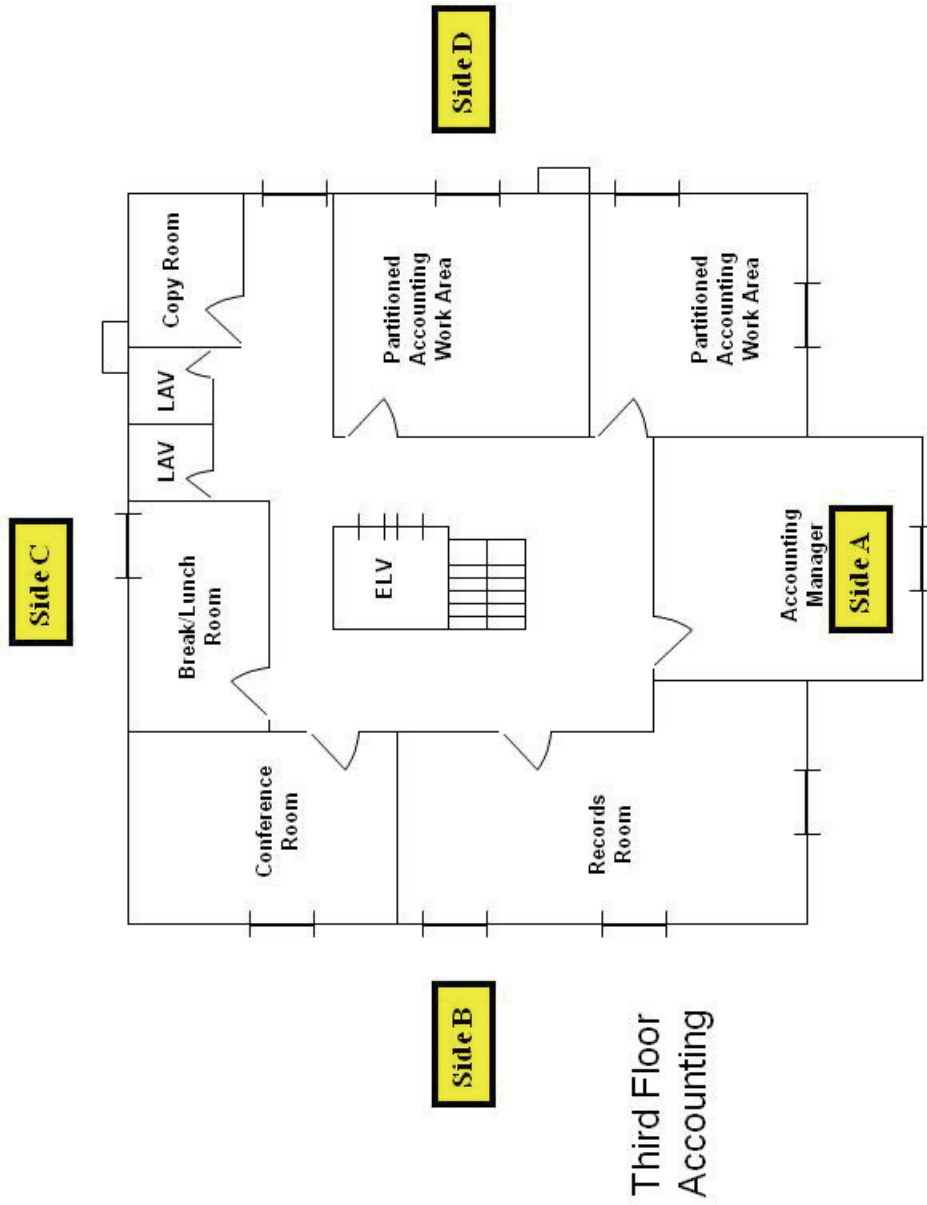 Third Floor
Accounting
Side B
Side C
Side D
Side A
Conference
Room
Records
Room
Break/Lunch
Room
LAV
LAV
Copy Room
ELV
Partitioned
Accounting
Work Area
Partitioned
Accounting
Work Area
Accounting
Manager